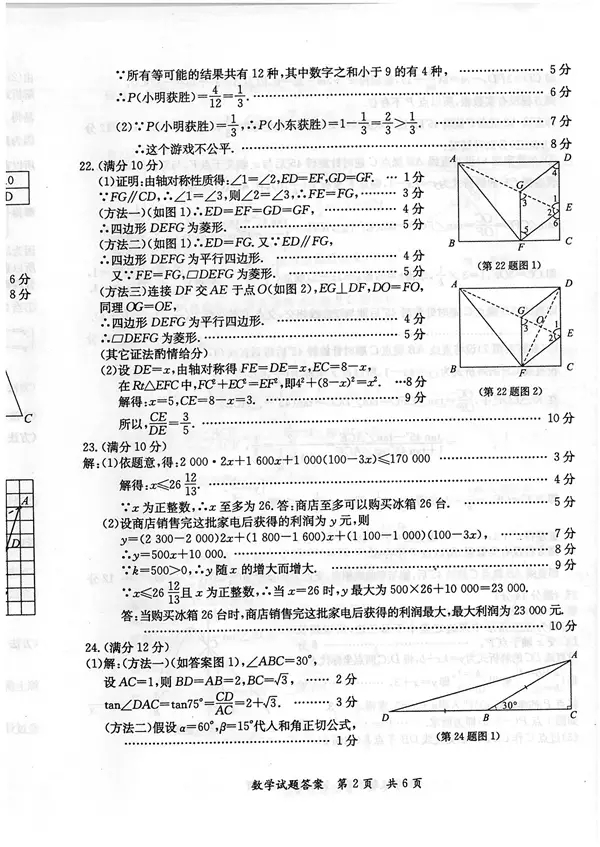 ∵所有等可能的结果共有12种,其中数字之和小于9的有4种, ………………… 5分
∴P(小明获胜)=4/12=1/3. ………………… 6分
(2)∵P(小明获胜)=1/3,∴P(小东获胜)=1-1/3=2/3>1/3. ………………… 7分
∴这个游戏不公平. ………………… 8分
22.(满分10分)
(1)证明:由轴对称性质得:∠1=∠2,ED=EF,GD=GF. … 1分
∵FG∥CD,∴∠1=∠3,则∠2=∠3,∴FE=FG, ………… 3分
(方法一)(如图1)∴ED=EF=GD=GF, ………… 4分
∴四边形DEFG为菱形. ………… 5分
(方法二)(如图1)∴ED=FG.又∵ED∥FG,
∴四边形DEFG为平行四边形. ………… 4分
又∵FE=FG,□DEFG为菱形. ………… 5分
(方法三)连接DF交AE于点O(如图2),EG⊥DF,DO=FO,
同理OG=OE,
∴四边形DEFG为平行四边形. ………… 4分
∴□DEFG为菱形. ………… 5分
(其它证法酌情给分)
(2)设DE=x,由轴对称得FE=DE=x,EC=8-x,
在Rt△EFC中,FC²+EC²=EF²,即4²+(8-x)²=x². …8分
解得:x=5,CE=8-x=3. ………… 9分
所以,CE/DE=3/5. ………………… 10分
A
D
G
E
B
F
C
1
2
2
3
4
5
6
(第22题图1)
A
D
G
O
E
B
F
C
1
2
2
3
(第22题图2)
23.(满分10分)
解:(1)依题意,得:2 000·2x+1 600x+1 000(100-3x)≤170 000 ………… 3分
解得:x≤26 12/13. ………………… 4分
∵x为正整数,∴x至多为26.答:商店至多可以购买冰箱26台. ………… 5分
(2)设商店销售完这批家电后获得的利润为y元,则
y=(2 300-2 000)2x+(1 800-1 600)x+(1 100-1 000)(100-3x), ………… 7分
∴y=500x+10 000. ………………… 8分
∵k=500>0,∴y随x的增大而增大. ………………… 9分
∵x≤26 12/13且x为正整数,∴当x=26时,y最大为500×26+10 000=23 000.
答:当购买冰箱26台时,商店销售完这批家电后获得的利润最大,最大利润为23 000元.
………………… 10分
24.(满分12分)
(1)解:(方法一)(如答案图1),∠ABC=30°,
设AC=1,则BD=AB=2,BC=√3, …… 2分
tan∠DAC=tan75°=CD/AC=2+√3. …… 3分
(方法二)假设α=60°,β=15°代人和角正切公式,
………………… 1分
A
D
B
30°
C
(第24题图1)
数学试题答案 第2页 共6页
0
D
6分
8分
C
A
D